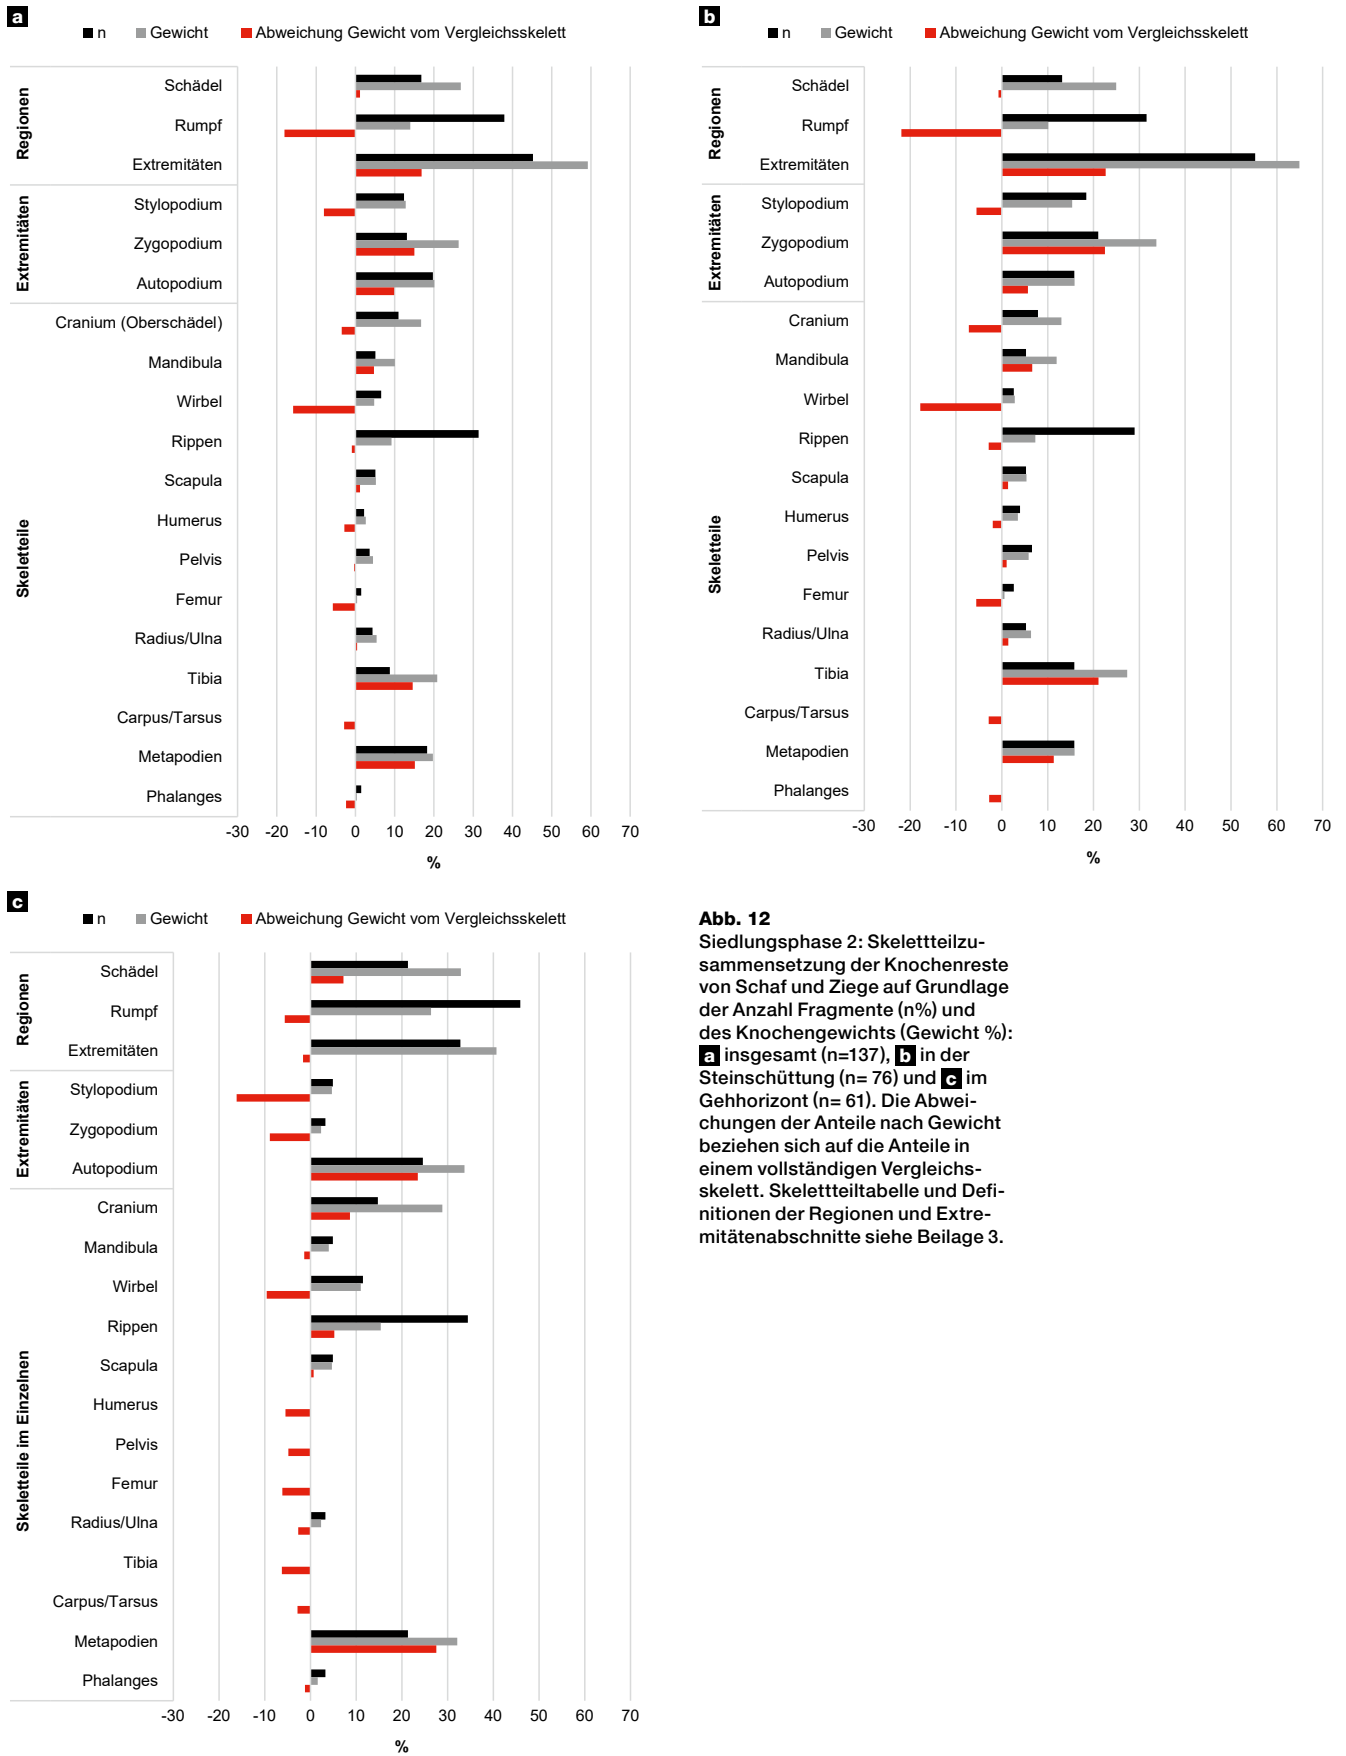 a
n Gewicht Abweichung Gewicht vom Vergleichsskelett
Regionen
Schädel
Rumpf
Extremitäten
Extremitäten
Stylopodium
Zygopodium
Autopodium
Skeletteile
Cranium (Oberschädel)
Mandibula
Wirbel
Rippen
Scapula
Humerus
Pelvis
Femur
Radius/Ulna
Tibia
Carpus/Tarsus
Metapodien
Phalanges
-30 -20 -10 0 10 20 30 40 50 60 70
%
b
n Gewicht Abweichung Gewicht vom Vergleichsskelett
Regionen
Schädel
Rumpf
Extremitäten
Extremitäten
Stylopodium
Zygopodium
Autopodium
Skeletteile
Cranium
Mandibula
Wirbel
Rippen
Scapula
Humerus
Pelvis
Femur
Radius/Ulna
Tibia
Carpus/Tarsus
Metapodien
Phalanges
-30 -20 -10 0 10 20 30 40 50 60 70
%
c
n Gewicht Abweichung Gewicht vom Vergleichsskelett
Regionen
Schädel
Rumpf
Extremitäten
Extremitäten
Stylopodium
Zygopodium
Autopodium
Skeletteile im Einzelnen
Cranium
Mandibula
Wirbel
Rippen
Scapula
Humerus
Pelvis
Femur
Radius/Ulna
Tibia
Carpus/Tarsus
Metapodien
Phalanges
-30 -20 -10 0 10 20 30 40 50 60 70
%
Abb. 12
Siedlungsphase 2: Skelettteilzu-
sammensetzung der Knochenreste
von Schaf und Ziege auf Grundlage
der Anzahl Fragmente (n%) und
des Knochengewichts (Gewicht %):
a insgesamt (n=137), b in der
Steinschüttung (n= 76) und c im
Gehhorizont (n= 61). Die Abwei-
chungen der Anteile nach Gewicht
beziehen sich auf die Anteile in
einem vollständigen Vergleichs-
skelett. Skelettteiltabelle und Defi-
nitionen der Regionen und Extre-
mitätenabschnitte siehe Beilage 3.